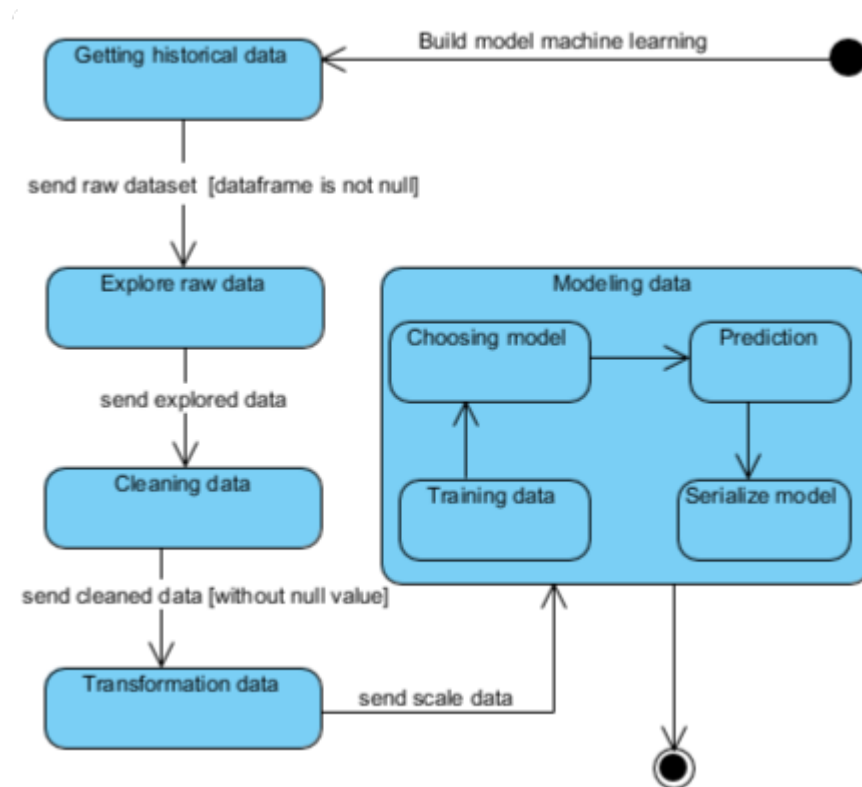 Build model machine learning
Getting historical data
send raw dataset [dataframe is not null]
Explore raw data
send explored data
Cleaning data
send cleaned data [without null value]
Transformation data
send scale data
Modeling data
Choosing model
Prediction
Training data
Serialize model